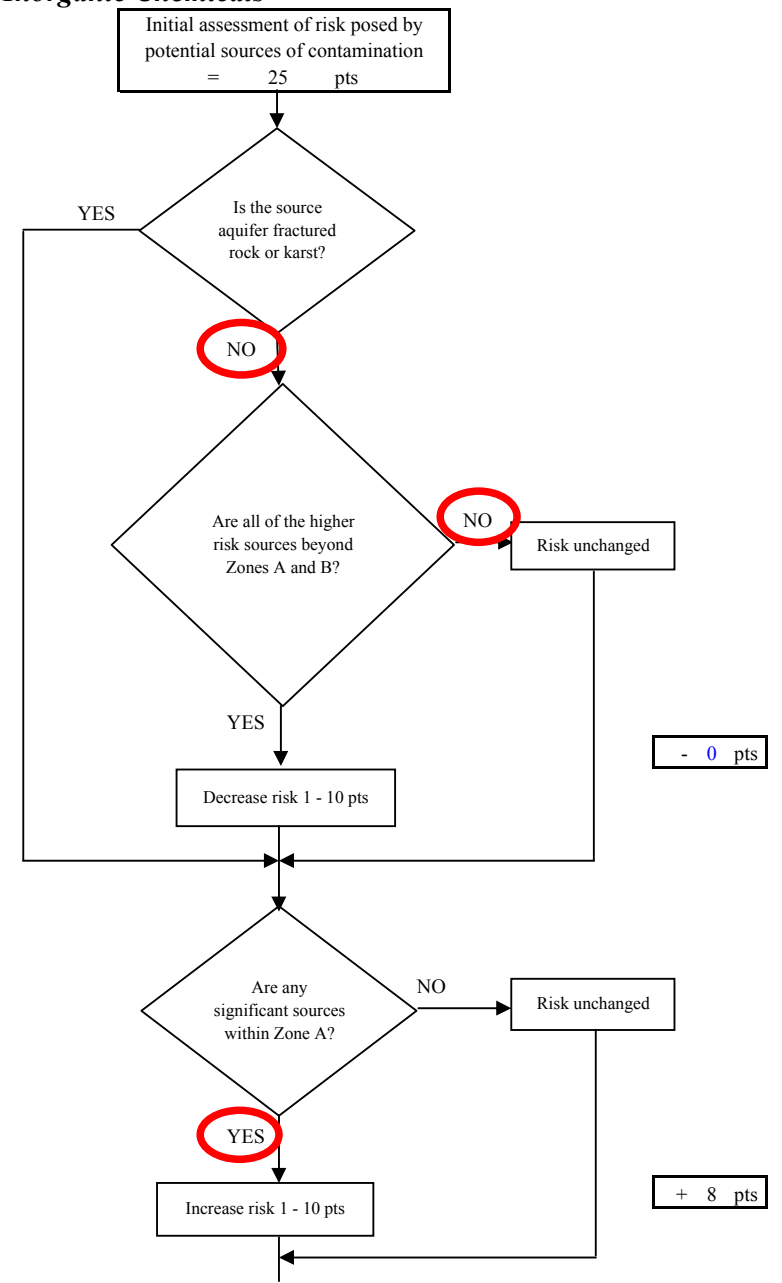 Inorganic Chemicals
Initial assessment of risk posed by
potential sources of contamination
= 25 pts
YES
Is the source
aquifer fractured
rock or karst?
NO
Are all of the higher
risk sources beyond
Zones A and B?
NO
Risk unchanged
YES
- 0 pts
Decrease risk 1 - 10 pts
Are any
significant sources
within Zone A?
NO
Risk unchanged
YES
+ 8 pts
Increase risk 1 - 10 pts